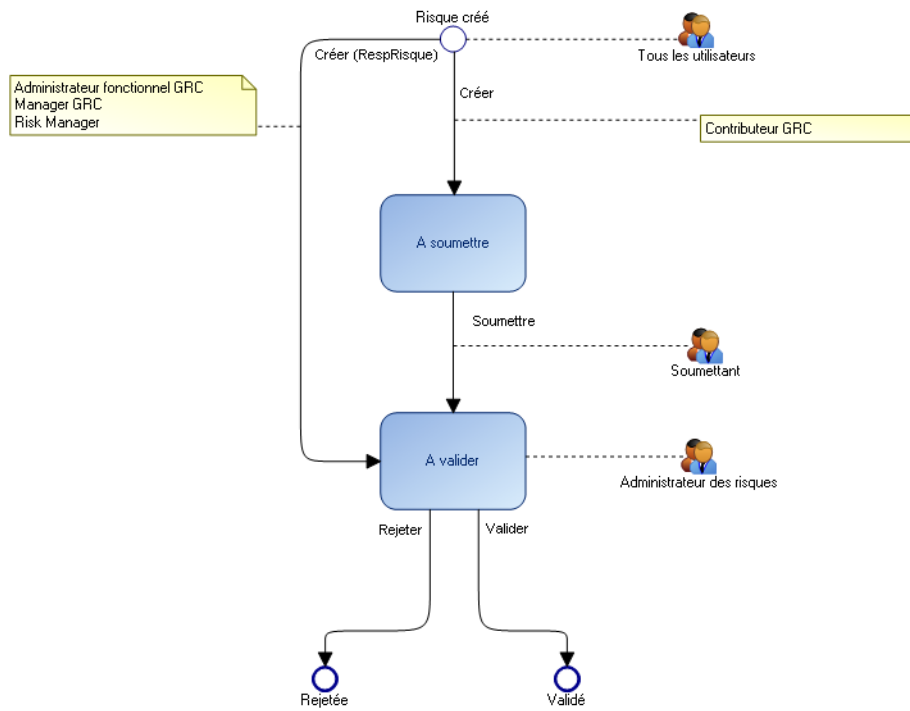 Risque créé
Créer (RespRisque)
Tous les utilisateurs
Administrateur fonctionnel GRC
Manager GRC
Risk Manager
Créer
Contributeur GRC
A soumettre
Soumettre
Soumettant
A valider
Administrateur des risques
Rejeter
Valider
Rejetée
Validé